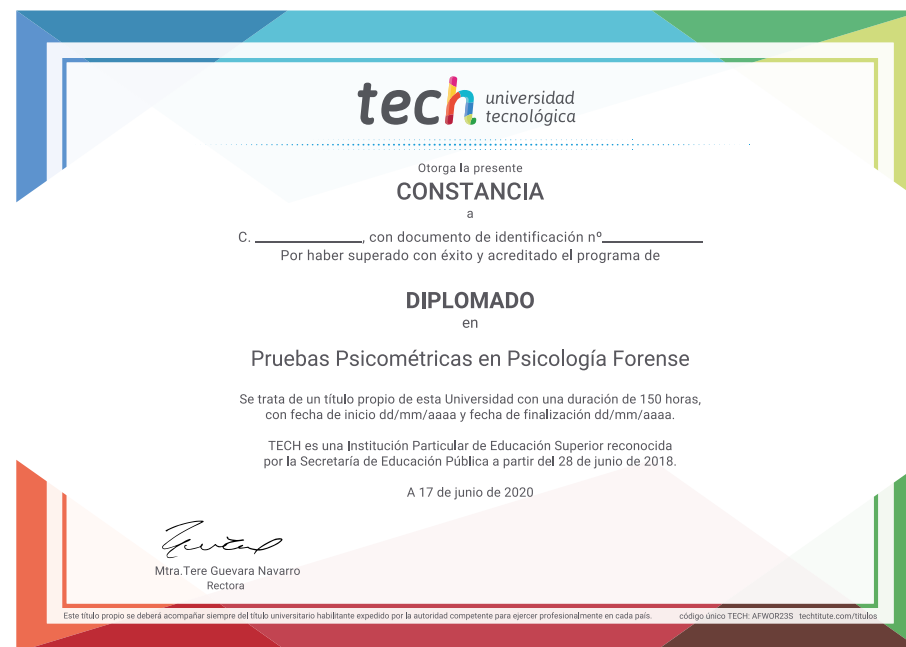 tech universidad
tecnológica
Otorga la presente
CONSTANCIA
a
C. ____________, con documento de identificación nº____________
Por haber superado con éxito y acreditado el programa de
DIPLOMADO
en
Pruebas Psicométricas en Psicología Forense
Se trata de un título propio de esta Universidad con una duración de 150 horas,
con fecha de inicio dd/mm/aaaa y fecha de finalización dd/mm/aaaa.
TECH es una Institución Particular de Educación Superior reconocida
por la Secretaría de Educación Pública a partir del 28 de junio de 2018.
A 17 de junio de 2020
Mtra.Tere Guevara Navarro
Rectora
Este título propio se deberá acompañar siempre del título universitario habilitante expedido por la autoridad competente para ejercer profesionalmente en cada país. código único TECH: AFWOR23S techtitute.com/titulos